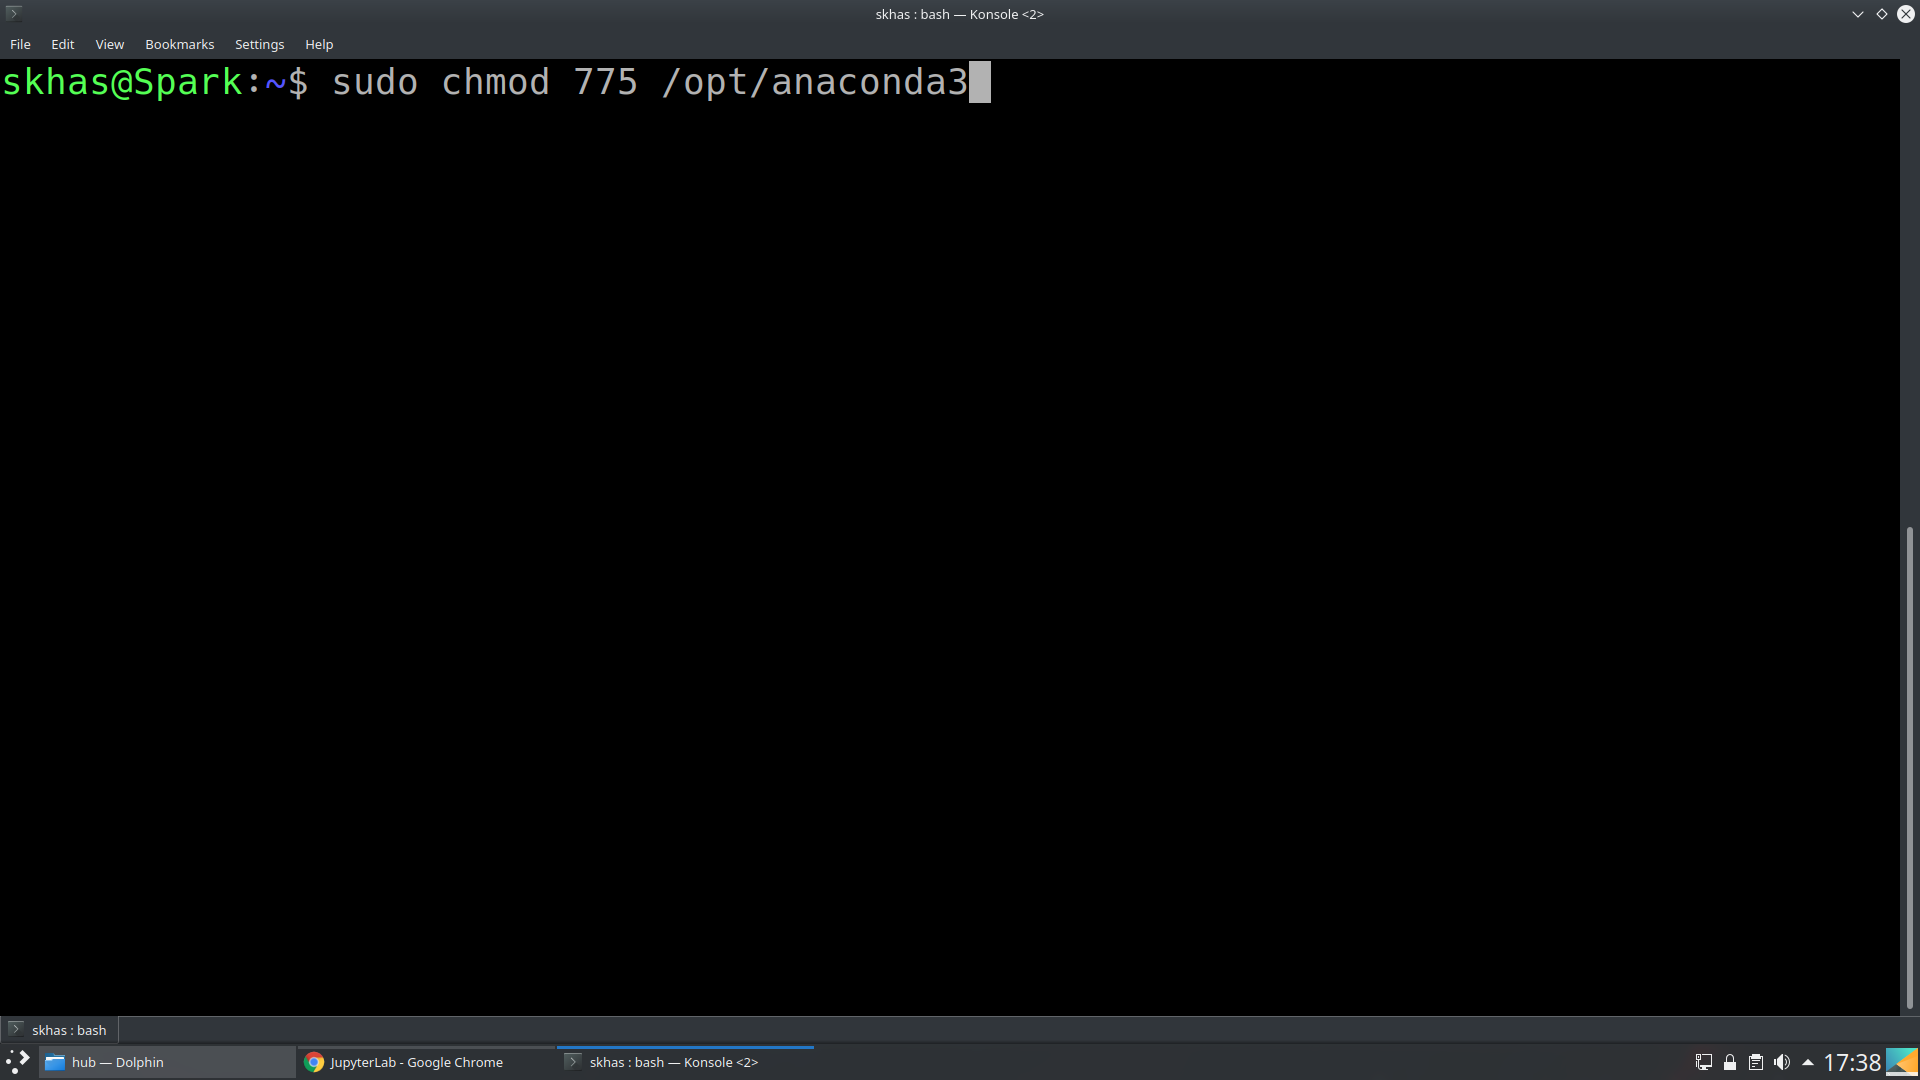 skhas : bash — Konsole <2>
File Edit View Bookmarks Settings Help
skhas@Spark:~$ sudo chmod 775 /opt/anaconda3
skhas : bash
hub — Dolphin JupyterLab - Google Chrome skhas : bash — Konsole <2> 17:38